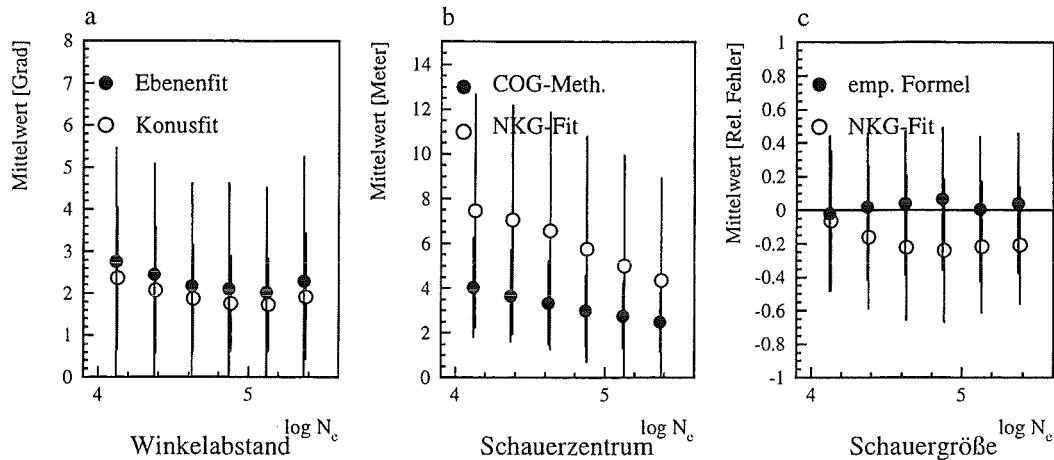 a
Mittelwert [Grad]
8
7
6
5
4
3
2
1
0
Ebenenfit
Konusfit
4
5
log N_e
Winkelabstand
b
Mittelwert [Meter]
14
12
10
8
6
4
2
0
COG-Meth.
NKG-Fit
4
5
log N_e
Schauerzentrum
c
Mittelwert [Rel. Fehler]
1
0.8
0.6
0.4
0.2
0
-0.2
-0.4
-0.6
-0.8
-1
emp. Formel
NKG-Fit
4
5
log N_e
Schauergröße